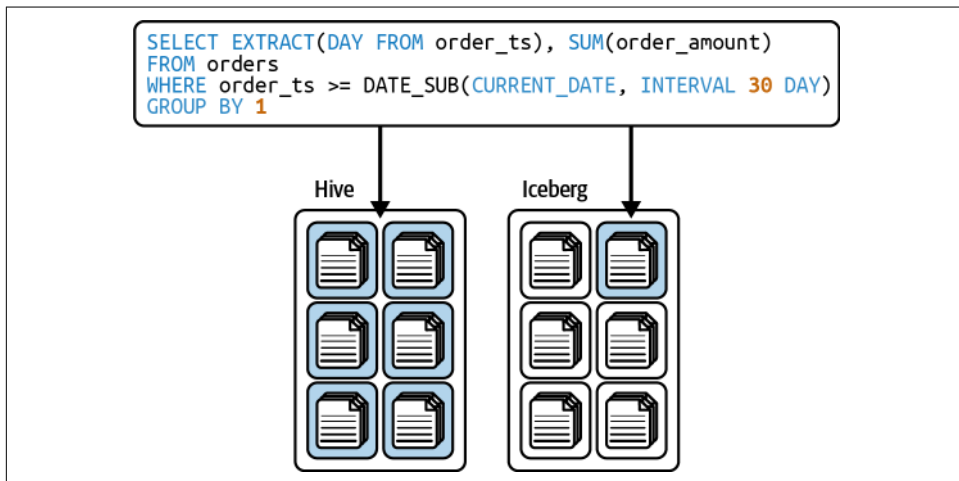 SELECT EXTRACT(DAY FROM order_ts), SUM(order_amount)
FROM orders
WHERE order_ts >= DATE_SUB(CURRENT_DATE, INTERVAL 30 DAY)
GROUP BY 1
Hive
Iceberg